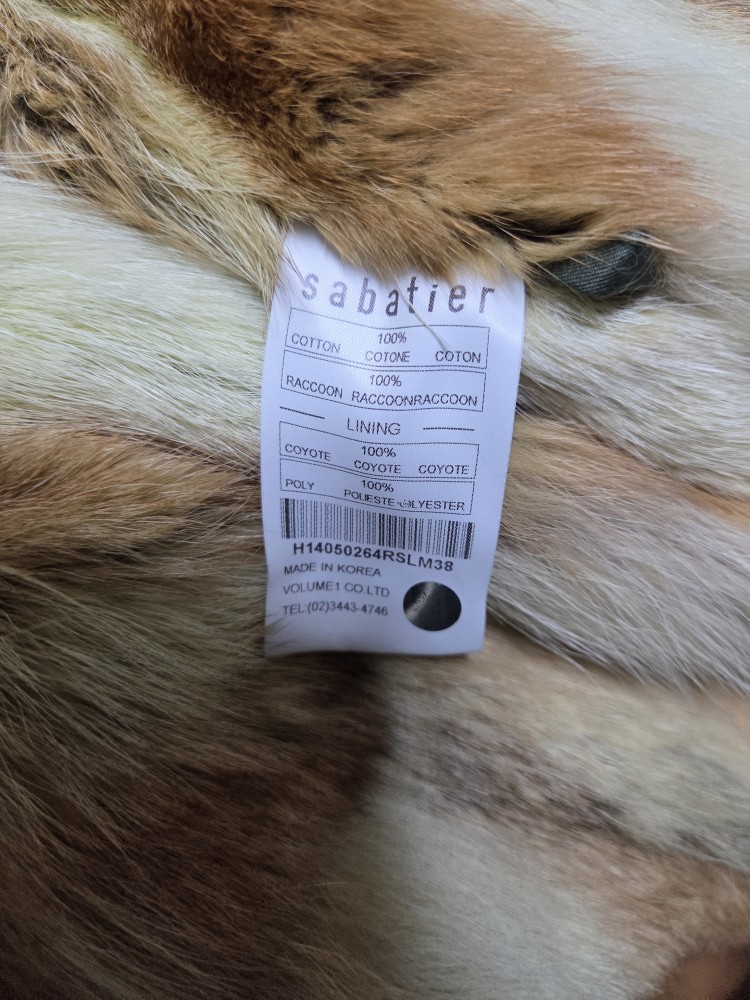 sabatier
100%
COTTON COTONE COTON
100%
RACCOON RACCOONRACCOON
LINING
100%
COYOTE COYOTE COYOTE
100%
POLY POLIESTE
H14050264RSLM38
MADE IN KOREA
VOLUME1 CO LTD
TEL:(02)3443-4746